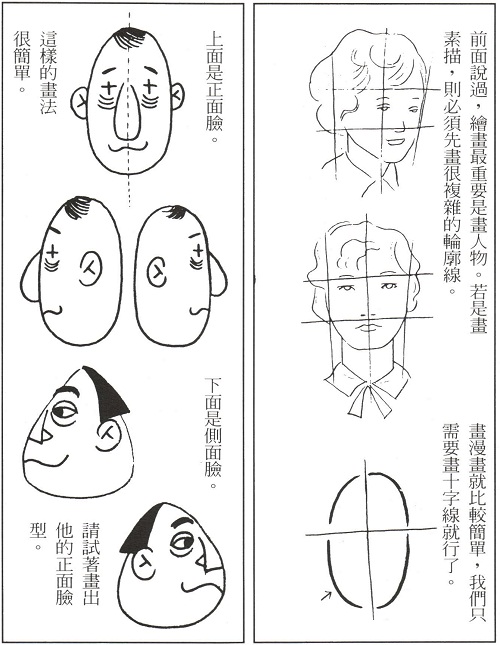 前面說過，繪畫最重要是畫人物。若是畫
素描，則必須先畫很複雜的輪廓線。
畫漫畫就比較簡單，我們只
需要畫十字線就行了。
上面是正面臉。
這樣的畫法
很簡單。
下面是側面臉。
請試著畫出
他的正面臉
型。